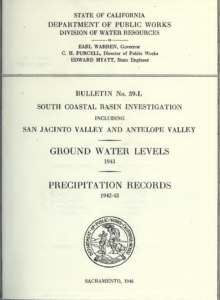 STATE OF CALIFORNIA
DEPARTMENT OF PUBLIC WORKS
DIVISION OF WATER RESOURCES
EARL WARREN, Governor
C. H. PURCELL, Director of Public Works
EDWARD HYATT, State Engineer
BULLETIN No. 39-L
SOUTH COASTAL BASIN INVESTIGATION
INCLUDING
SAN JACINTO VALLEY AND ANTELOPE VALLEY
GROUND WATER LEVELS
1943
PRECIPITATION RECORDS
1942-43
SACRAMENTO, 1946